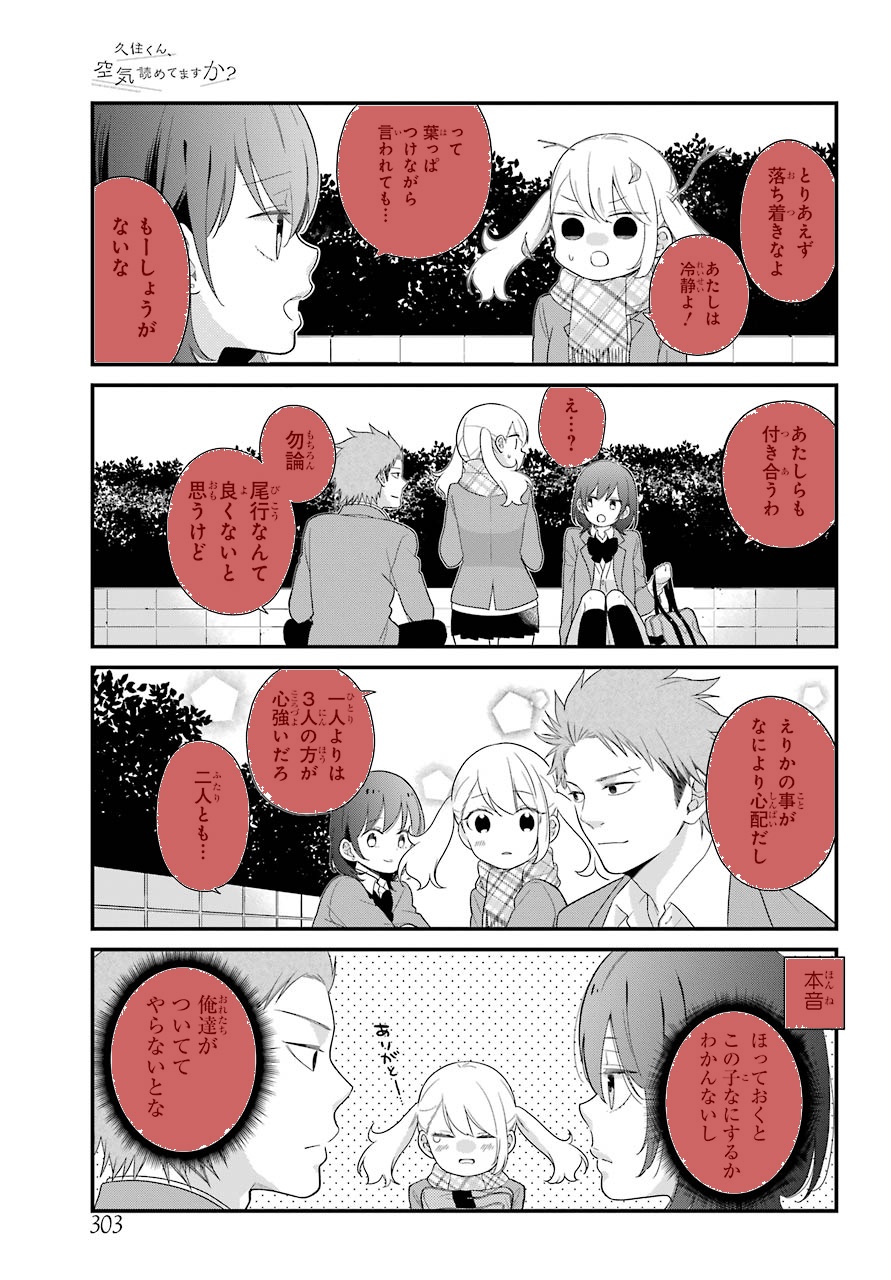 久住くん、
空気読めてますか？
とりあえず
落ち着きなよ
あたしは
冷静よ！
って
葉っぱ
つけながら
言われても…
もーしょうが
ないな
あたしらも
付き合うわ
え…？
勿論
尾行なんて
良くないと
思うけど
えりかの事が
なにより心配だし
一人よりは
３人の方が
心強いだろ
二人とも…
本音
ほっておくと
この子なにするか
わかんないし
ありがとー
俺達が
ついてて
やらないとな
303